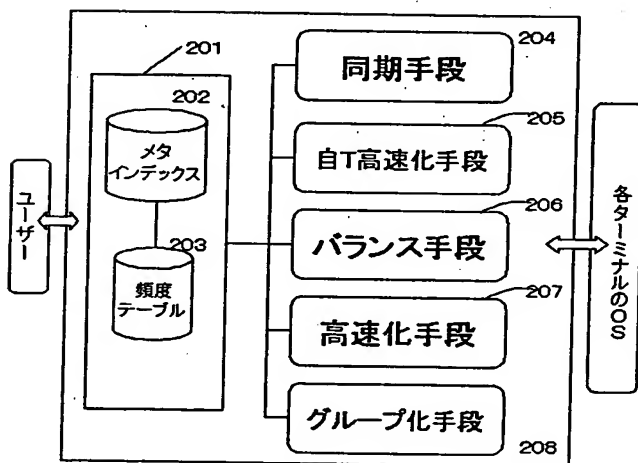 201
202
メタ
インデックス
203
頻度
テーブル
ユーザー
204
同期手段
205
自T高速化手段
206
バランス手段
207
高速化手段
グループ化手段
208
各ターミナルのOS